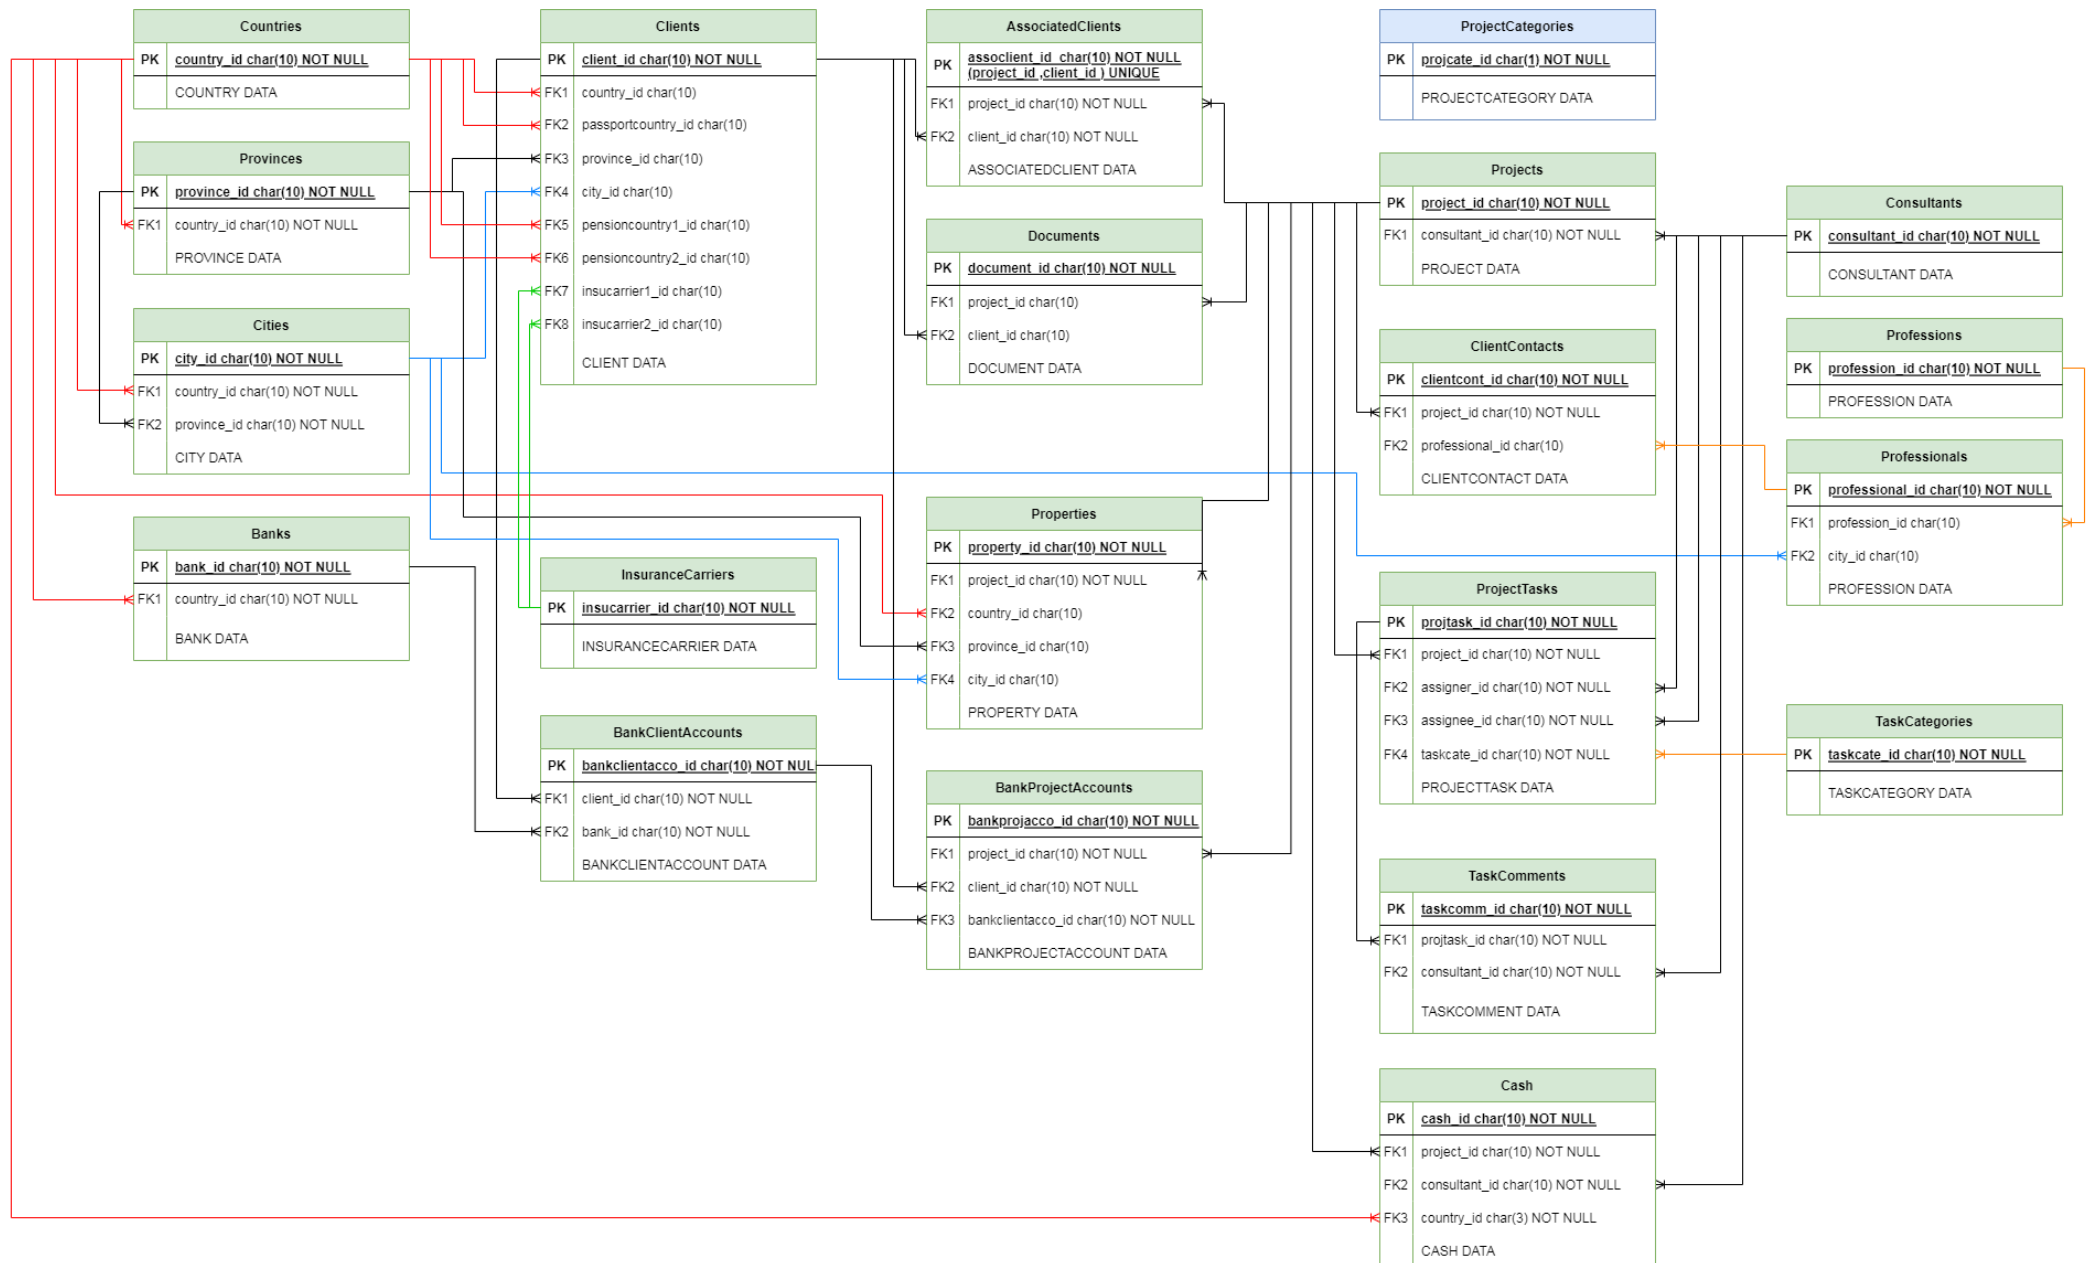 Countries
PK country_id char(10) NOT NULL
COUNTRY DATA
Provinces
PK province_id char(10) NOT NULL
FK1 country_id char(10) NOT NULL
PROVINCE DATA
Cities
PK city_id char(10) NOT NULL
FK1 country_id char(10) NOT NULL
FK2 province_id char(10) NOT NULL
CITY DATA
Banks
PK bank_id char(10) NOT NULL
FK1 country_id char(10) NOT NULL
BANK DATA
Clients
PK client_id char(10) NOT NULL
FK1 country_id char(10)
FK2 passportcountry_id char(10)
FK3 province_id char(10)
FK4 city_id char(10)
FK5 pensioncountry1_id char(10)
FK6 pensioncountry2_id char(10)
FK7 insucarrier1_id char(10)
FK8 insucarrier2_id char(10)
CLIENT DATA
InsuranceCarriers
PK insucarrier_id char(10) NOT NULL
INSURANCECARRIER DATA
BankClientAccounts
PK bankclientacco_id char(10) NOT NUL
FK1 client_id char(10) NOT NULL
FK2 bank_id char(10) NOT NULL
BANKCLIENTACCOUNT DATA
AssociatedClients
PK assoclient_id char(10) NOT NULL
(project_id ,client_id ) UNIQUE
FK1 project_id char(10) NOT NULL
FK2 client_id char(10) NOT NULL
ASSOCIATEDCLIENT DATA
Documents
PK document_id char(10) NOT NULL
FK1 project_id char(10)
FK2 client_id char(10)
DOCUMENT DATA
Properties
PK property_id char(10) NOT NULL
FK1 project_id char(10) NOT NULL
FK2 country_id char(10)
FK3 province_id char(10)
FK4 city_id char(10)
PROPERTY DATA
BankProjectAccounts
PK bankprojacco_id char(10) NOT NULL
FK1 project_id char(10) NOT NULL
FK2 client_id char(10) NOT NULL
FK3 bankclientacco_id char(10) NOT NULL
BANKPROJECTACCOUNT DATA
ProjectCategories
PK projcate_id char(1) NOT NULL
PROJECTCATEGORY DATA
Projects
PK project_id char(10) NOT NULL
FK1 consultant_id char(10) NOT NULL
PROJECT DATA
ClientContacts
PK clientcont_id char(10) NOT NULL
FK1 project_id char(10) NOT NULL
FK2 professional_id char(10)
CLIENTCONTACT DATA
ProjectTasks
PK projtask_id char(10) NOT NULL
FK1 project_id char(10) NOT NULL
FK2 assigner_id char(10) NOT NULL
FK3 assignee_id char(10) NOT NULL
FK4 taskcate_id char(10) NOT NULL
PROJECTTASK DATA
TaskComments
PK taskcomm_id char(10) NOT NULL
FK1 projtask_id char(10) NOT NULL
FK2 consultant_id char(10) NOT NULL
TASKCOMMENT DATA
Cash
PK cash_id char(10) NOT NULL
FK1 project_id char(10) NOT NULL
FK2 consultant_id char(10) NOT NULL
FK3 country_id char(3) NOT NULL
CASH DATA
Consultants
PK consultant_id char(10) NOT NULL
CONSULTANT DATA
Professions
PK profession_id char(10) NOT NULL
PROFESSION DATA
Professionals
PK professional_id char(10) NOT NULL
FK1 profession_id char(10)
FK2 city_id char(10)
PROFESSION DATA
TaskCategories
PK taskcate_id char(10) NOT NULL
TASKCATEGORY DATA